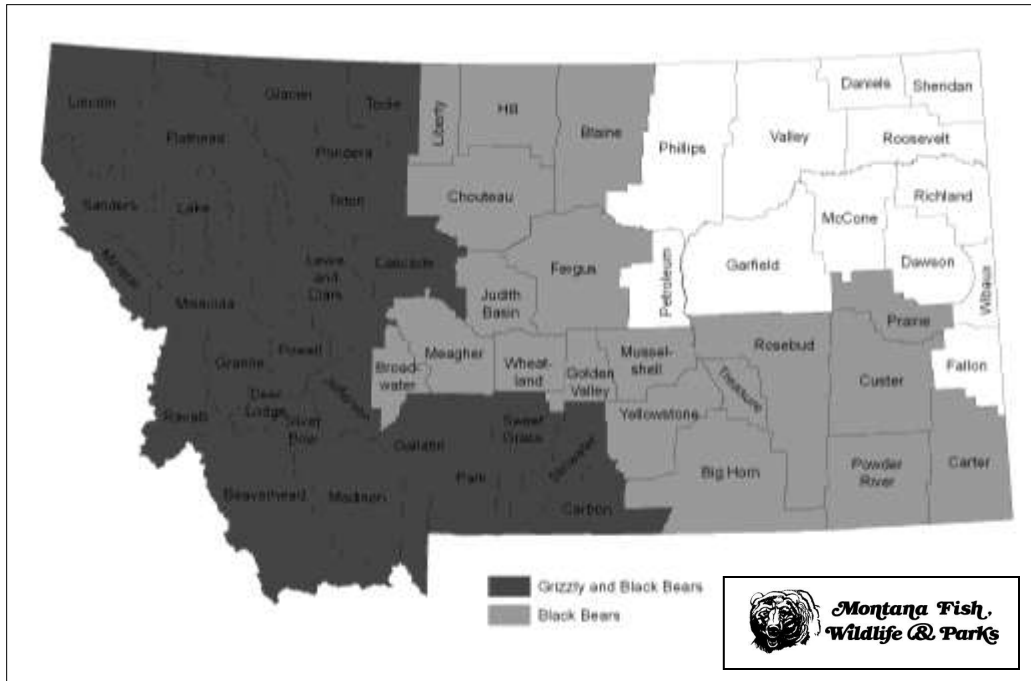 Lincoln
Flathead
Glacier
Toole
Liberty
Hill
Blaine
Phillips
Valley
Daniels
Sheridan
Roosevelt
Richland
McCone
Dawson
Wibaux
Garfield
Petroleum
Fergus
Chouteau
Pondera
Teton
Sanders
Lake
Mineral
Missoula
Lewis
and
Clark
Cascade
Judith
Basin
Powell
Granite
Broad-
water
Meagher
Wheat-
land
Golden
Valley
Mussel-
shell
Rosebud
Treasure
Prairie
Custer
Fallon
Ravalli
Deer
Lodge
Silver
Bow
Jefferson
Gallatin
Sweet
Grass
Stillwater
Yellowstone
Big Horn
Powder
River
Carter
Beaverhead
Madison
Park
Carbon
Grizzly and Black Bears
Black Bears
Montana Fish,
Wildlife & Parks